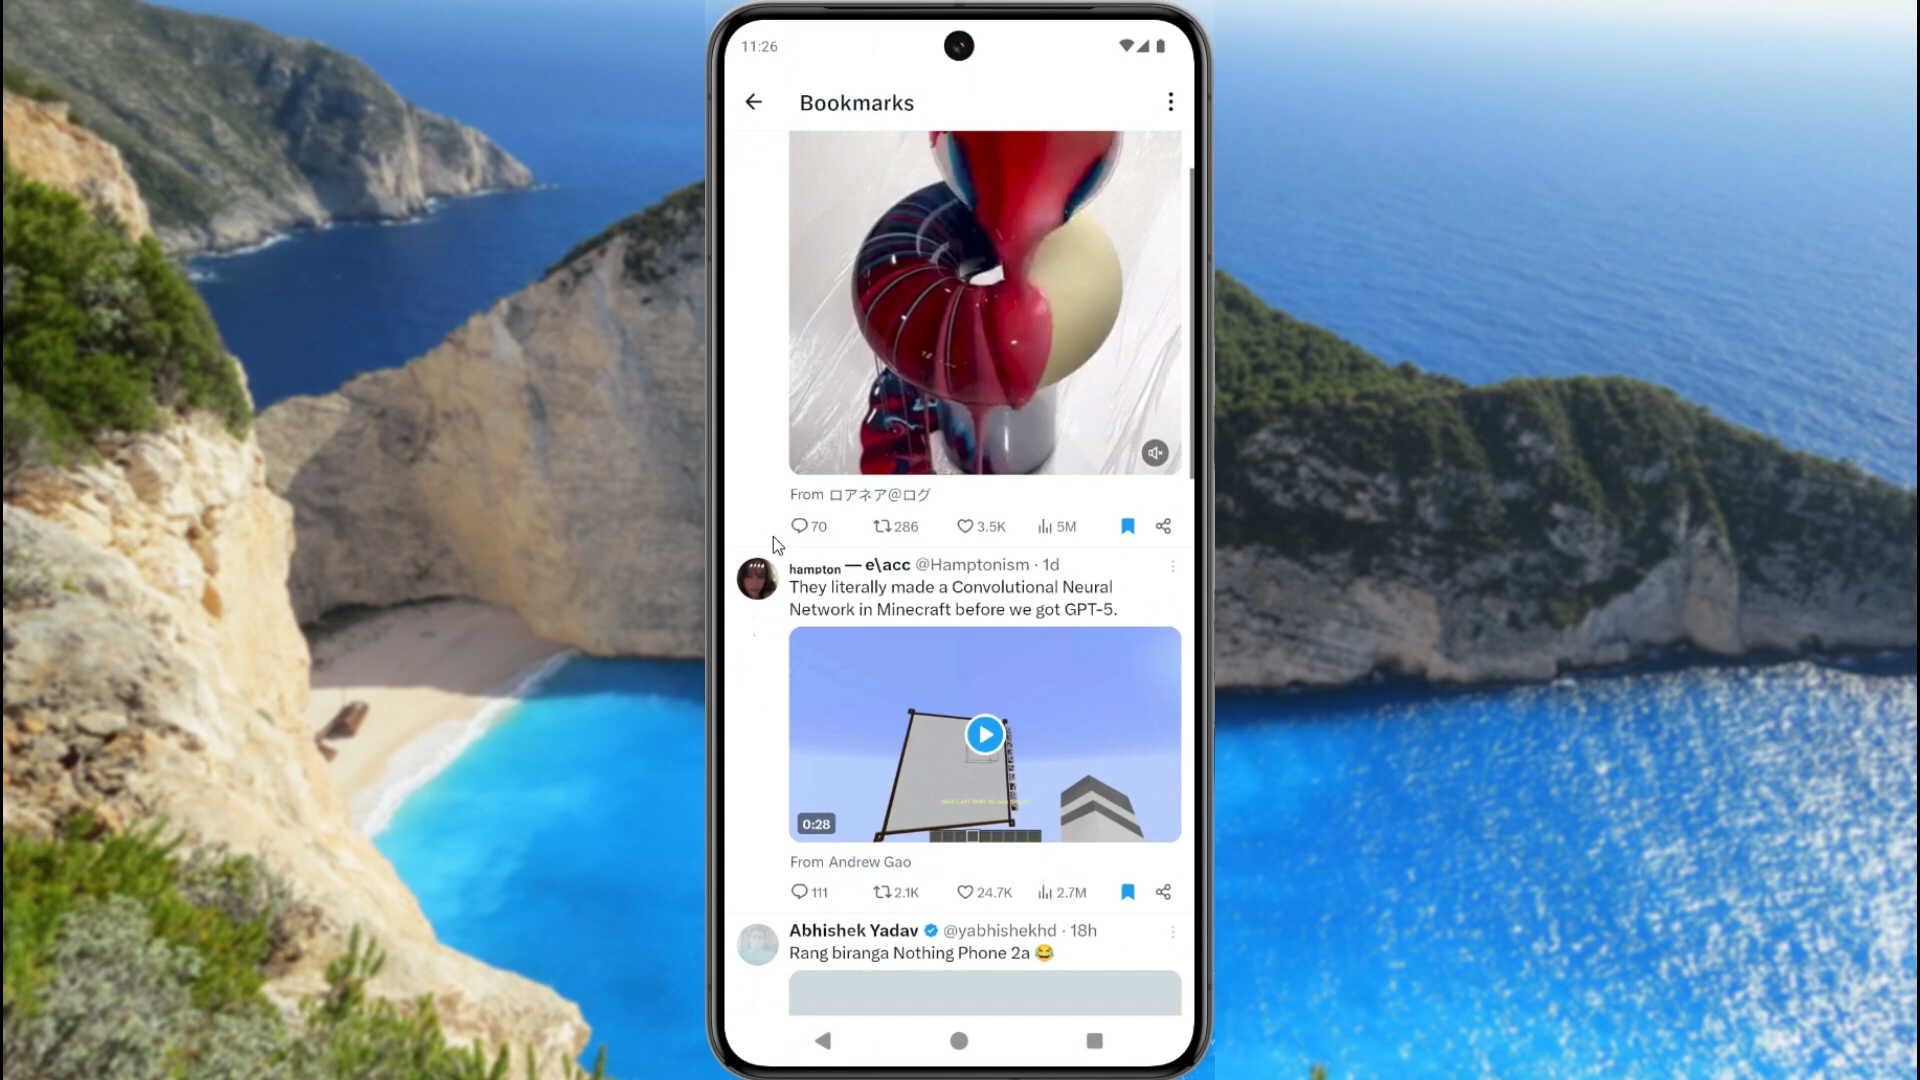 11:26
Bookmarks
From ロアネア@ログ
70 286 3.5K 5M
hampton — e\acc @Hamptonism · 1d
They literally made a Convolutional Neural
Network in Minecraft before we got GPT-5.
0:28
From Andrew Gao
111 2.1K 24.7K 2.7M
Abhishek Yadav @yabhishekhd · 18h
Rang biranga Nothing Phone 2a 😂